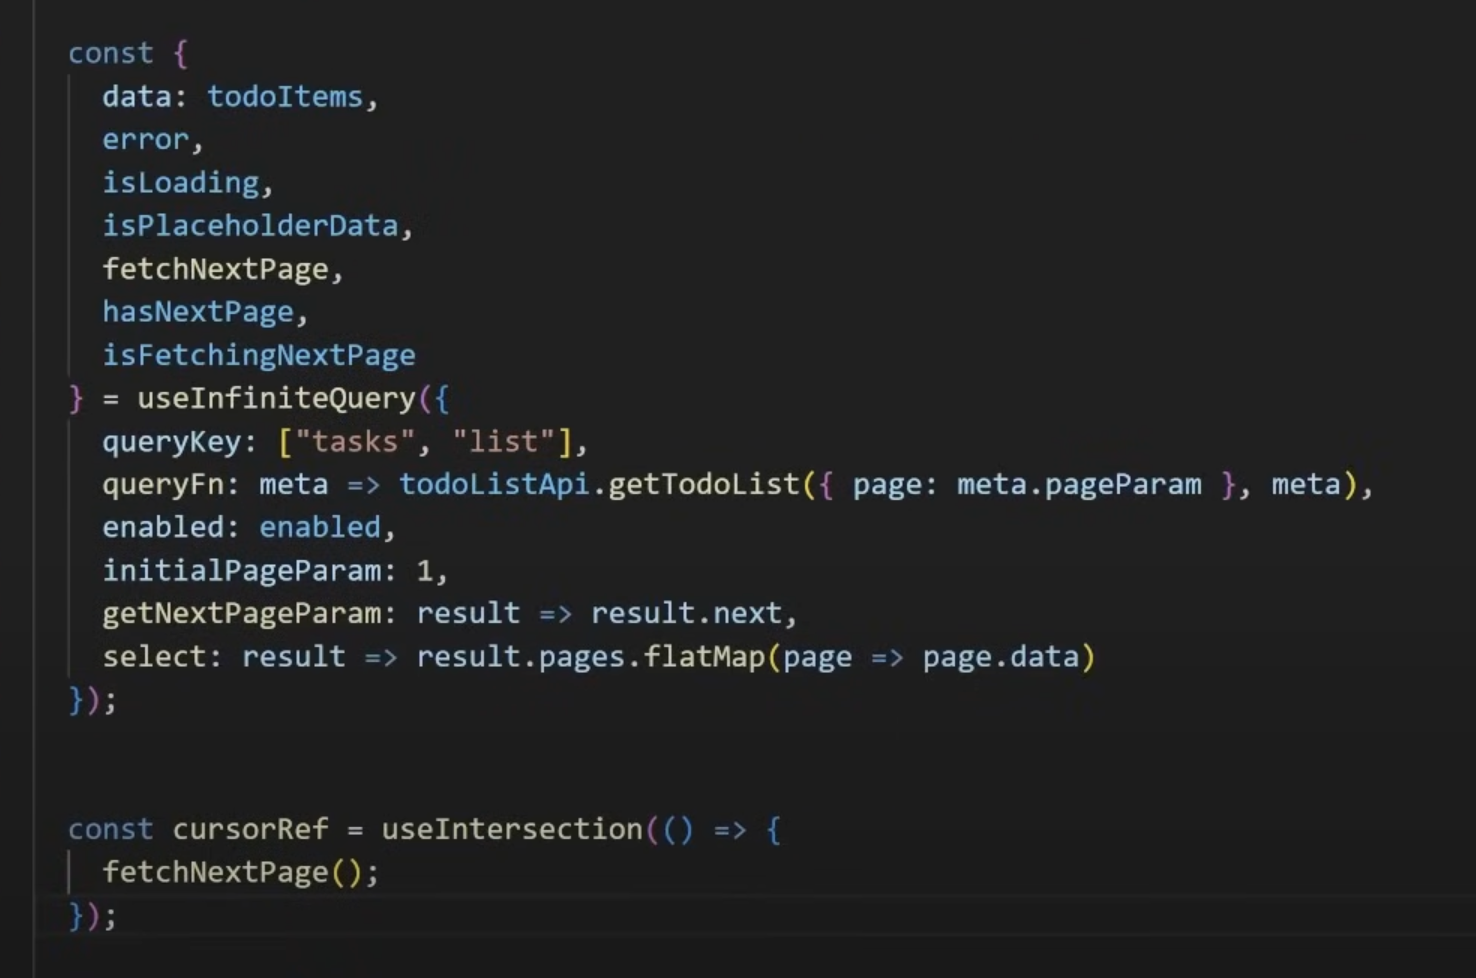 const {
data: todoItems,
error,
isLoading,
isPlaceholderData,
fetchNextPage,
hasNextPage,
isFetchingNextPage
} = useInfiniteQuery({
queryKey: ["tasks", "list"],
queryFn: meta => todoListApi.getTodoList({ page: meta.pageParam }, meta),
enabled: enabled,
initialPageParam: 1,
getNextPageParam: result => result.next,
select: result => result.pages.flatMap(page => page.data)
});
const cursorRef = useIntersection(() => {
fetchNextPage();
});